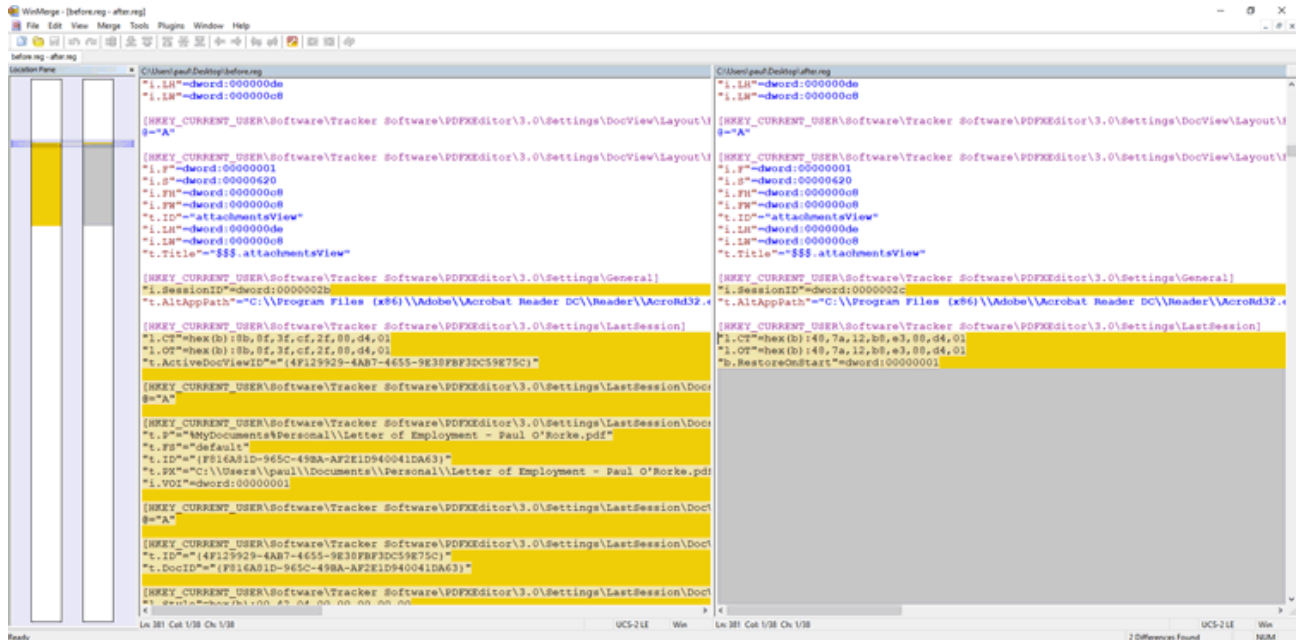 WinMerge - [before.reg - after.reg]
File Edit View Merge Tools Plugins Window Help
before.reg - after.reg
Location Pane
C:\Users\paul\Desktop\before.reg
"i.LH"=dword:000000de
"i.LW"=dword:000000c8
[HKEY_CURRENT_USER\Software\Tracker Software\PDFXEditor\3.0\Settings\DocView\Layout\
@="A"
[HKEY_CURRENT_USER\Software\Tracker Software\PDFXEditor\3.0\Settings\DocView\Layout\
"i.F"=dword:00000001
"i.S"=dword:00000620
"i.FH"=dword:000000c8
"i.FW"=dword:000000c8
"t.ID"="attachmentsView"
"i.LH"=dword:000000de
"i.LW"=dword:000000c8
"t.Title"="$$$.attachmentsView"
[HKEY_CURRENT_USER\Software\Tracker Software\PDFXEditor\3.0\Settings\General]
"i.SessionID"=dword:0000002b
"t.AltAppPath"="C:\\Program Files (x86)\\Adobe\\Acrobat Reader DC\\Reader\\AcroRd32.e
[HKEY_CURRENT_USER\Software\Tracker Software\PDFXEditor\3.0\Settings\LastSession]
"l.CT"=hex(b):8b,8f,3f,cf,2f,88,d4,01
"l.OT"=hex(b):8b,8f,3f,cf,2f,88,d4,01
"t.ActiveDocViewID"="{4F129929-4AB7-4655-9E38FBF3DC59E75C}"
[HKEY_CURRENT_USER\Software\Tracker Software\PDFXEditor\3.0\Settings\LastSession\Docs
@="A"
[HKEY_CURRENT_USER\Software\Tracker Software\PDFXEditor\3.0\Settings\LastSession\Docs
"t.P"="%MyDocuments%Personal\\Letter of Employment - Paul O'Rorke.pdf"
"t.FS"="default"
"t.ID"="{F816A81D-965C-49BA-AF2E1D940041DA63}"
"t.PX"="C:\\Users\\paul\\Documents\\Personal\\Letter of Employment - Paul O'Rorke.pdf
"i.VOI"=dword:00000001
[HKEY_CURRENT_USER\Software\Tracker Software\PDFXEditor\3.0\Settings\LastSession\DocV
@="A"
[HKEY_CURRENT_USER\Software\Tracker Software\PDFXEditor\3.0\Settings\LastSession\DocV
"t.ID"="{4F129929-4AB7-4655-9E38FBF3DC59E75C}"
"t.DocID"="{F816A81D-965C-49BA-AF2E1D940041DA63}"
[HKEY_CURRENT_USER\Software\Tracker Software\PDFXEditor\3.0\Settings\LastSession\DocV
Ln: 381 Col: 1/38 Ch: 1/38 UCS-2 LE Win
C:\Users\paul\Desktop\after.reg
"i.LH"=dword:000000de
"i.LW"=dword:000000c8
[HKEY_CURRENT_USER\Software\Tracker Software\PDFXEditor\3.0\Settings\DocView\Layout\
@="A"
[HKEY_CURRENT_USER\Software\Tracker Software\PDFXEditor\3.0\Settings\DocView\Layout\
"i.F"=dword:00000001
"i.S"=dword:00000620
"i.FH"=dword:000000c8
"i.FW"=dword:000000c8
"t.ID"="attachmentsView"
"i.LH"=dword:000000de
"i.LW"=dword:000000c8
"t.Title"="$$$.attachmentsView"
[HKEY_CURRENT_USER\Software\Tracker Software\PDFXEditor\3.0\Settings\General]
"i.SessionID"=dword:0000002c
"t.AltAppPath"="C:\\Program Files (x86)\\Adobe\\Acrobat Reader DC\\Reader\\AcroRd32.e
[HKEY_CURRENT_USER\Software\Tracker Software\PDFXEditor\3.0\Settings\LastSession]
"l.CT"=hex(b):48,7a,12,b8,e3,88,d4,01
"l.OT"=hex(b):48,7a,12,b8,e3,88,d4,01
"b.RestoreOnStart"=dword:00000001
Ln: 381 Col: 1/38 Ch: 1/38 UCS-2 LE Win
Ready 2 Differences Found NUM